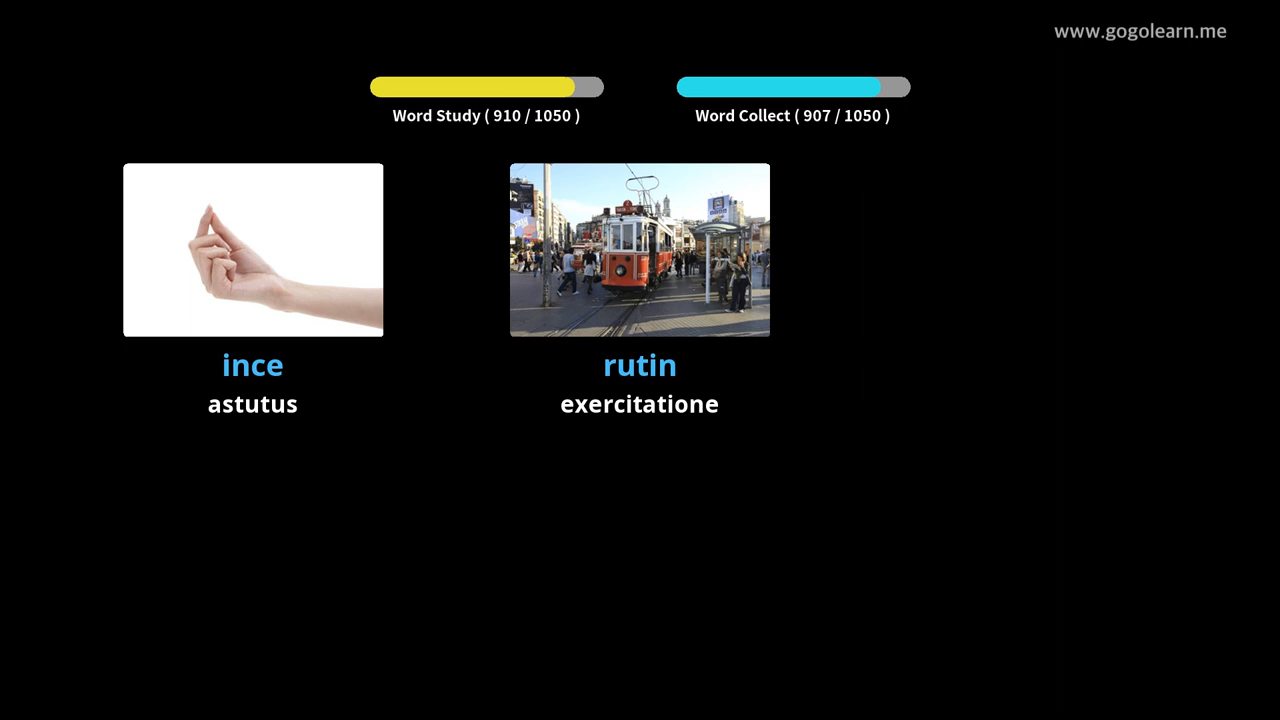 www.gogolearn.me
Word Study ( 910 / 1050 )
Word Collect ( 907 / 1050 )
ince
rutin
astutus
exercitatione